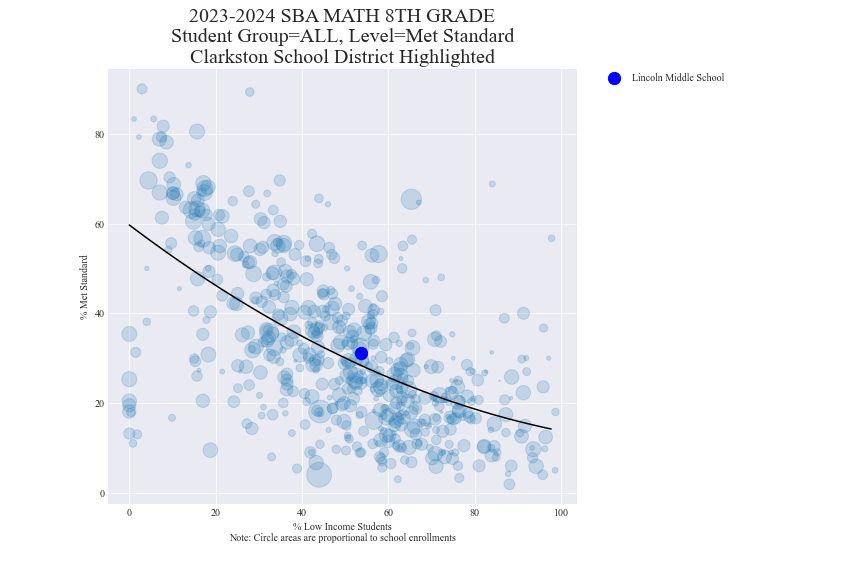 2023-2024 SBA MATH 8TH GRADE
Student Group=ALL, Level=Met Standard
Clarkston School District Highlighted
Lincoln Middle School
% Met Standard
80
60
40
20
0
0 20 40 60 80 100
% Low Income Students
Note: Circle areas are proportional to school enrollments